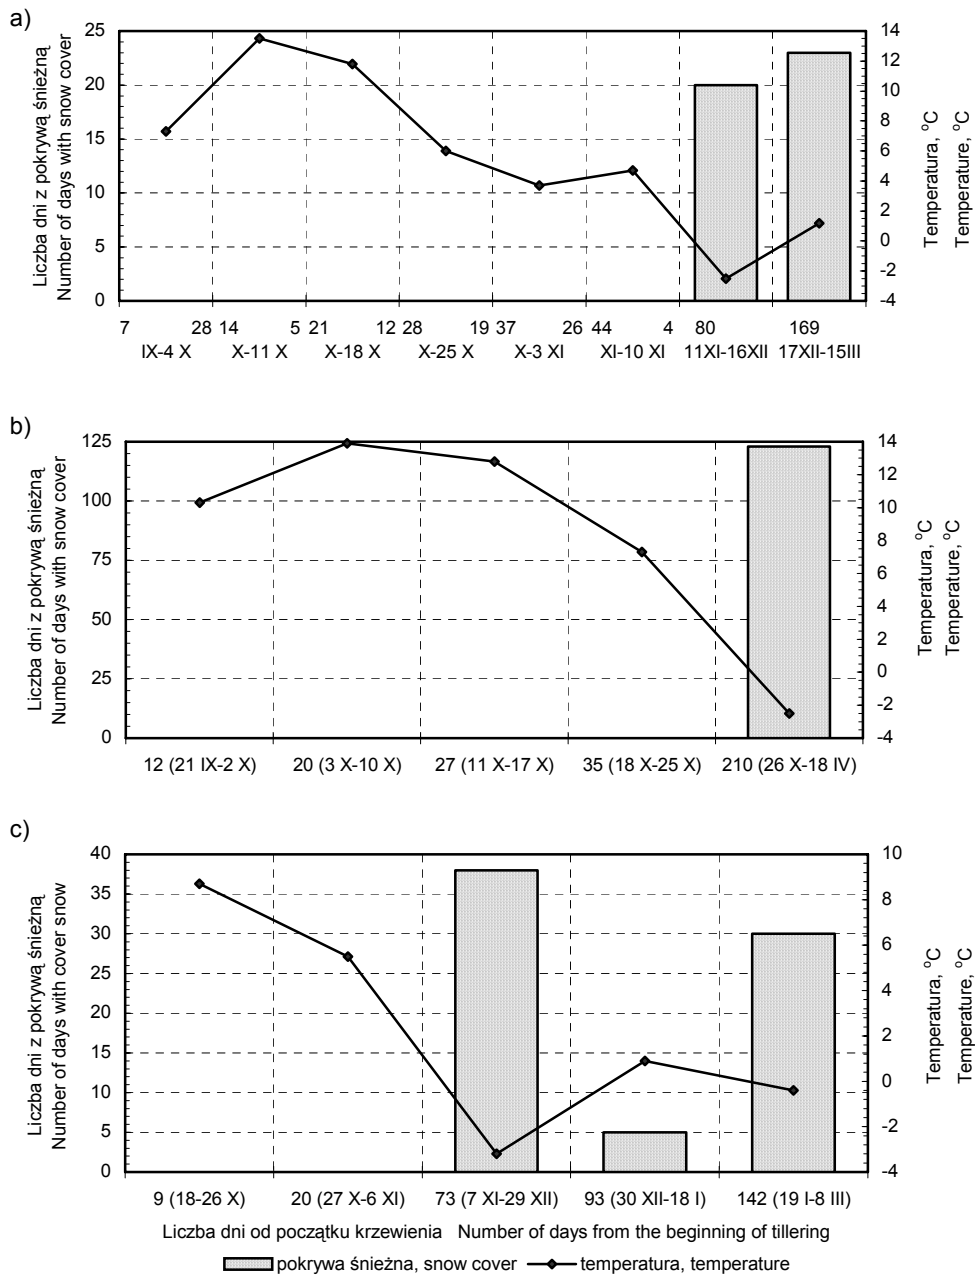 a)
Liczba dni z pokrywą śnieżną
Number of days with snow cover
25
20
15
10
5
0
14
12
10
8
6
4
2
0
-2
-4
Temperatura, °C
Temperature, °C
7 28 14 5 21 12 28 19 37 26 44 4 80 169
IX-4 X X-11 X X-18 X X-25 X X-3 XI XI-10 XI 11XI-16XII 17XII-15III
b)
Liczba dni z pokrywą śnieżną
Number of days with snow cover
125
100
75
50
25
0
14
12
10
8
6
4
2
0
-2
-4
Temperatura, °C
Temperature, °C
12 (21 IX-2 X) 20 (3 X-10 X) 27 (11 X-17 X) 35 (18 X-25 X) 210 (26 X-18 IV)
c)
Liczba dni z pokrywą śnieżną
Number of days with cover snow
40
35
30
25
20
15
10
5
0
10
8
6
4
2
0
-2
-4
Temperatura, °C
Temperature, °C
9 (18-26 X) 20 (27 X-6 XI) 73 (7 XI-29 XII) 93 (30 XII-18 I) 142 (19 I-8 III)
Liczba dni od początku krzewienia Number of days from the beginning of tillering
pokrywa śnieżna, snow cover temperatura, temperature